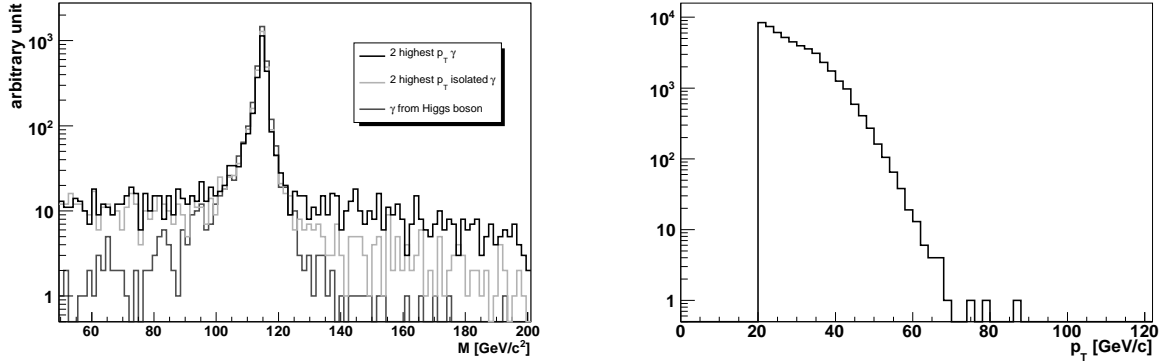 arbitrary unit
10³
10²
10
1
2 highest p_T γ
2 highest p_T isolated γ
γ from Higgs boson
60 80 100 120 140 160 180 200
M [GeV/c²]
10⁴
10³
10²
10
1
0 20 40 60 80 100 120
p_T [GeV/c]